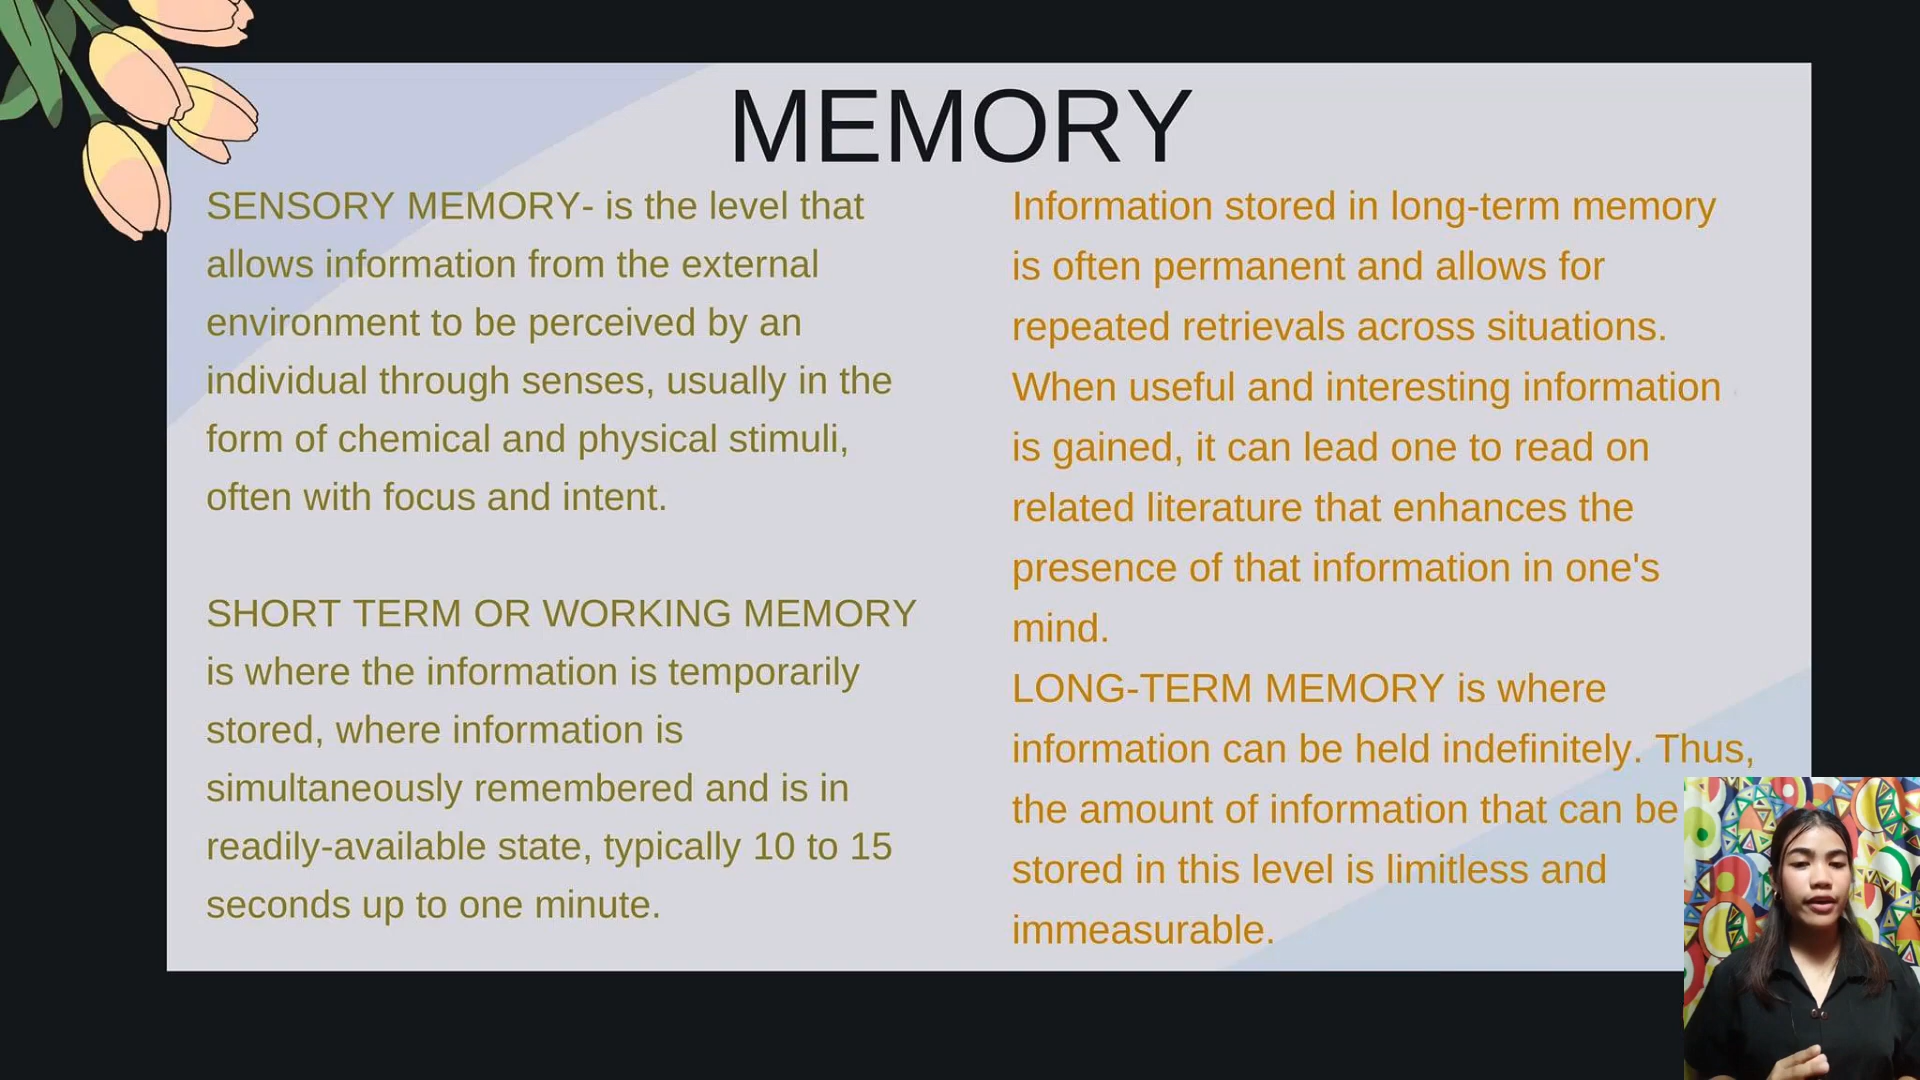 MEMORY
SENSORY MEMORY- is the level that
allows information from the external
environment to be perceived by an
individual through senses, usually in the
form of chemical and physical stimuli,
often with focus and intent.
SHORT TERM OR WORKING MEMORY
is where the information is temporarily
stored, where information is
simultaneously remembered and is in
readily-available state, typically 10 to 15
seconds up to one minute.
Information stored in long-term memory
is often permanent and allows for
repeated retrievals across situations.
When useful and interesting information
is gained, it can lead one to read on
related literature that enhances the
presence of that information in one's
mind.
LONG-TERM MEMORY is where
information can be held indefinitely. Thus,
the amount of information that can be
stored in this level is limitless and
immeasurable.